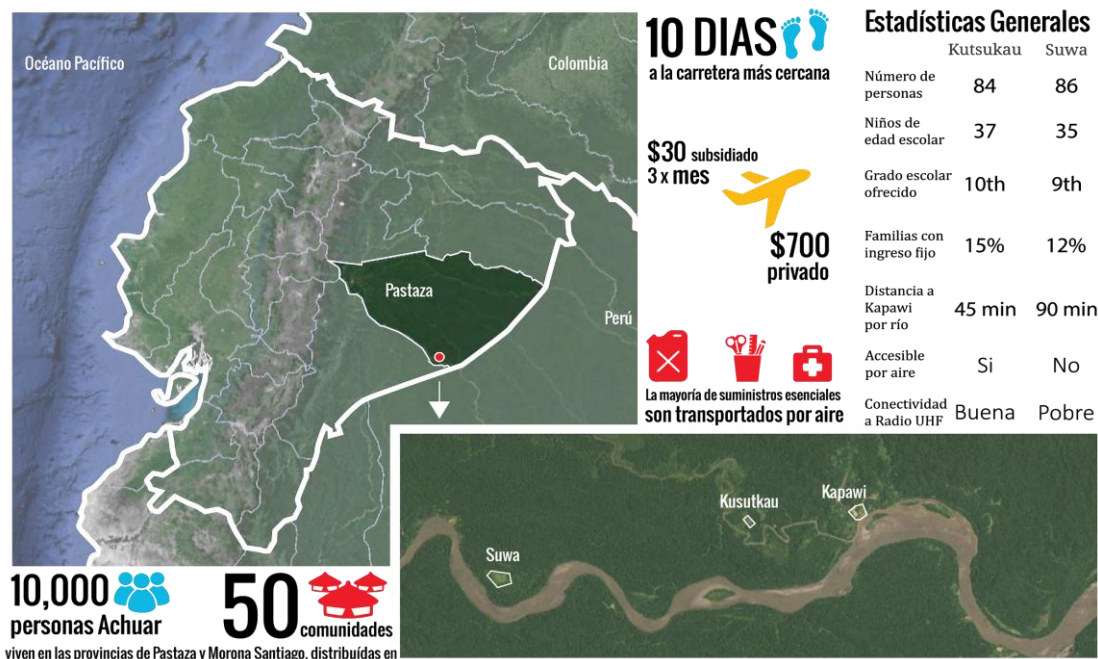 Océano Pacífico
Colombia
Pastaza
Perú
10 DIAS
a la carretera más cercana
$30 subsidiado
3 x mes
$700
privado
La mayoría de suministros esenciales
son transportados por aire
Estadísticas Generales
Kutsukau Suwa
Número de
personas 84 86
Niños de
edad escolar 37 35
Grado escolar
ofrecido 10th 9th
Familias con
ingreso fijo 15% 12%
Distancia a
Kapawi
por río 45 min 90 min
Accesible
por aire Si No
Conectividad
a Radio UHF Buena Pobre
Suwa
Kusutkau
Kapawi
10,000
personas Achuar
50
comunidades
viven en las provincias de Pastaza y Morona Santiago, distribuídas en